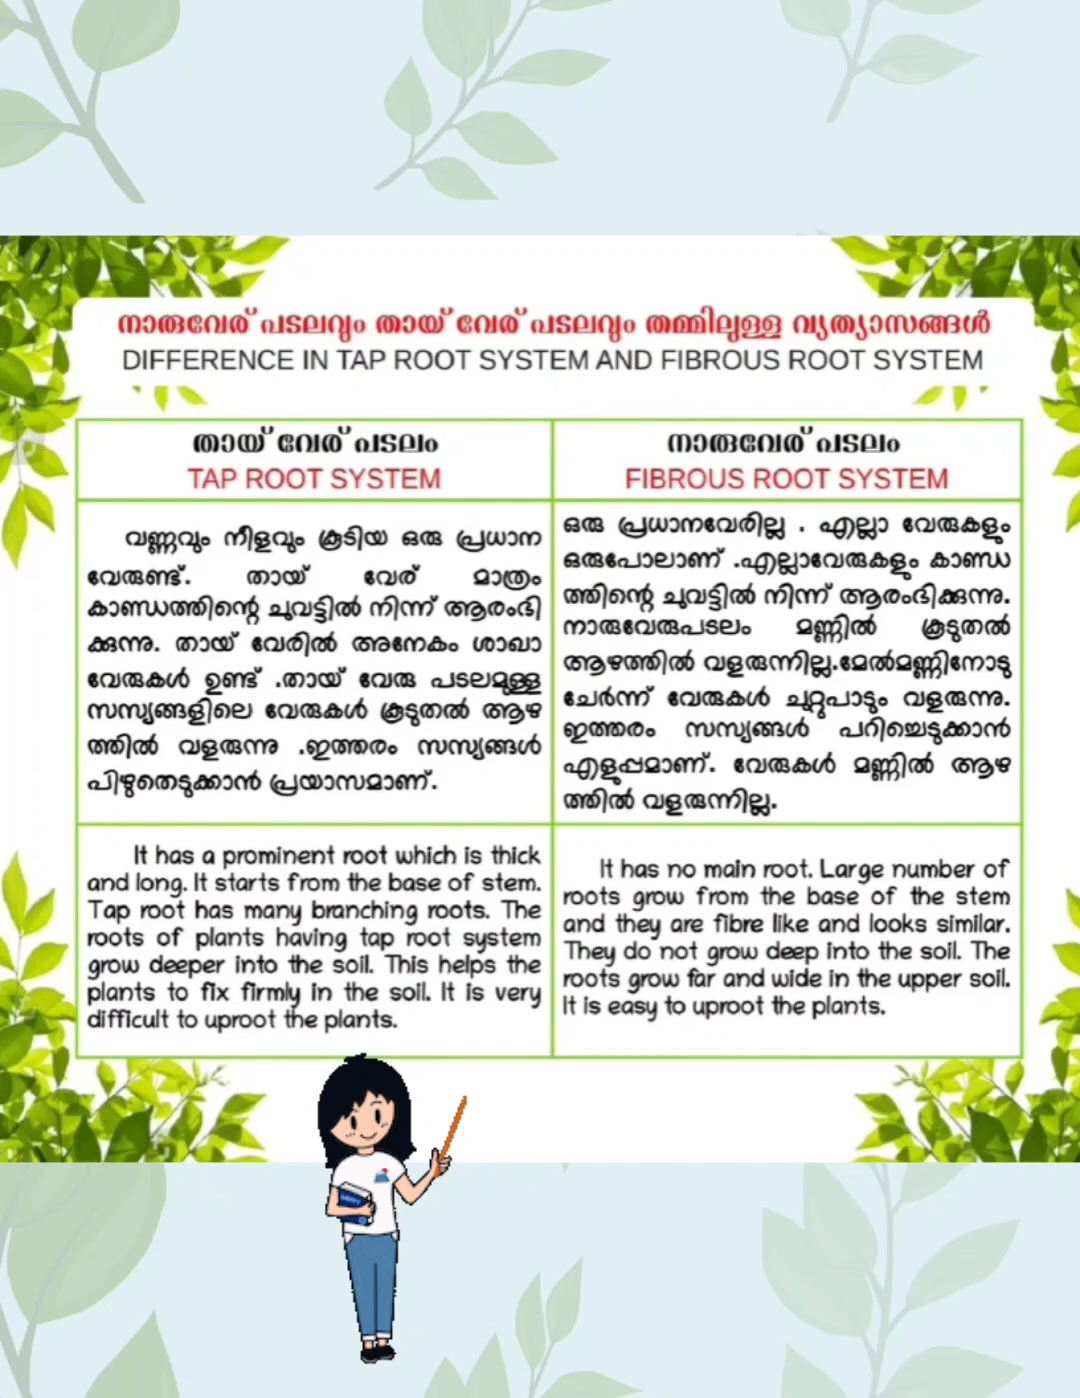 നാരുവേര് പടലവും തായ് വേര് പടലവും തമ്മിലുള്ള വ്യത്യാസങ്ങൾ
DIFFERENCE IN TAP ROOT SYSTEM AND FIBROUS ROOT SYSTEM
തായ് വേര് പടലം
TAP ROOT SYSTEM
നാരുവേര് പടലം
FIBROUS ROOT SYSTEM
വണ്ണവും നീളവും കൂടിയ ഒരു പ്രധാന
വേരുണ്ട്. തായ് വേര് മാത്രം
കാണ്ഡത്തിന്റെ ചുവട്ടിൽ നിന്ന് ആരംഭി
ക്കുന്നു. തായ് വേരിൽ അനേകം ശാഖാ
വേരുകൾ ഉണ്ട് .തായ് വേരു പടലമുള്ള
സസ്യങ്ങളിലെ വേരുകൾ കൂടുതൽ ആഴ
ത്തിൽ വളരുന്നു .ഇത്തരം സസ്യങ്ങൾ
പിഴുതെടുക്കാൻ പ്രയാസമാണ്.
ഒരു പ്രധാനവേരില്ല . എല്ലാ വേരുകളും
ഒരുപോലാണ് .എല്ലാവേരുകളും കാണ്ഡ
ത്തിന്റെ ചുവട്ടിൽ നിന്ന് ആരംഭിക്കുന്നു.
നാരുവേരുപടലം മണ്ണിൽ കൂടുതൽ
ആഴത്തിൽ വളരുന്നില്ല.മേൽമണ്ണിനോടു
ചേർന്ന് വേരുകൾ ചുറ്റുപാടും വളരുന്നു.
ഇത്തരം സസ്യങ്ങൾ പറിച്ചെടുക്കാൻ
എളുപ്പമാണ്. വേരുകൾ മണ്ണിൽ ആഴ
ത്തിൽ വളരുന്നില്ല.
It has a prominent root which is thick
and long. It starts from the base of stem.
Tap root has many branching roots. The
roots of plants having tap root system
grow deeper into the soil. This helps the
plants to fix firmly in the soil. It is very
difficult to uproot the plants.
It has no main root. Large number of
roots grow from the base of the stem
and they are fibre like and looks similar.
They do not grow deep into the soil. The
roots grow far and wide in the upper soil.
It is easy to uproot the plants.